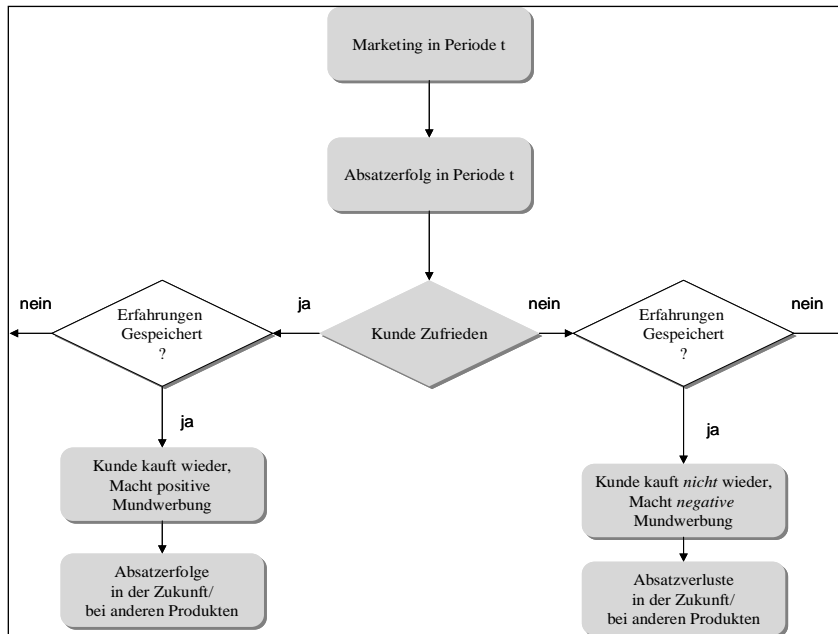 Marketing in Periode t
Absatzerfolg in Periode t
nein
Erfahrungen
Gespeichert
?
ja
Kunde Zufrieden
nein
Erfahrungen
Gespeichert
?
nein
ja
Kunde kauft wieder,
Macht positive
Mundwerbung
Absatzerfolge
in der Zukunft/
bei anderen Produkten
ja
Kunde kauft nicht wieder,
Macht negative
Mundwerbung
Absatzverluste
in der Zukunft/
bei anderen Produkten